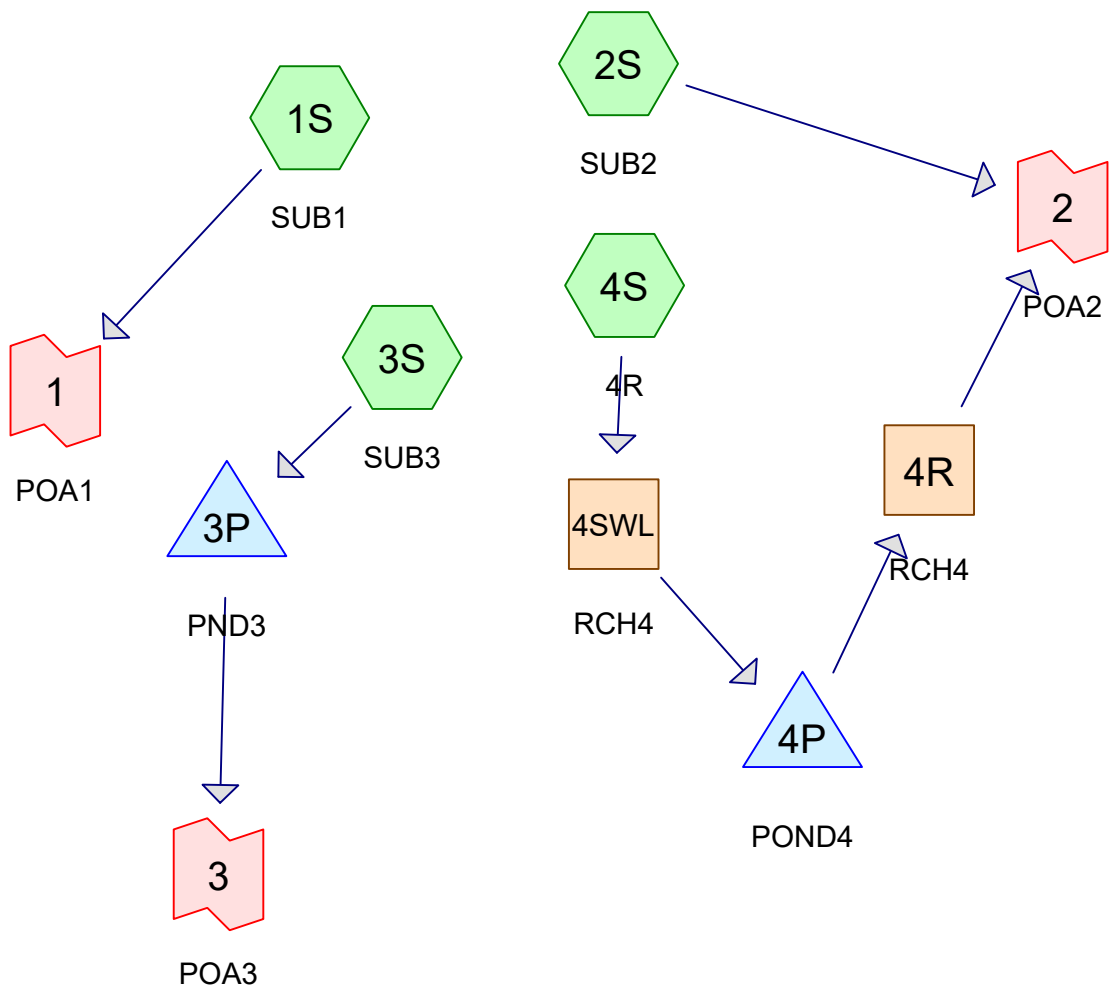 2S
SUB2
1S
SUB1
2
POA2
4S
4R
3S
SUB3
1
POA1
3P
PND3
4SWL
RCH4
4R
RCH4
4P
POND4
3
POA3